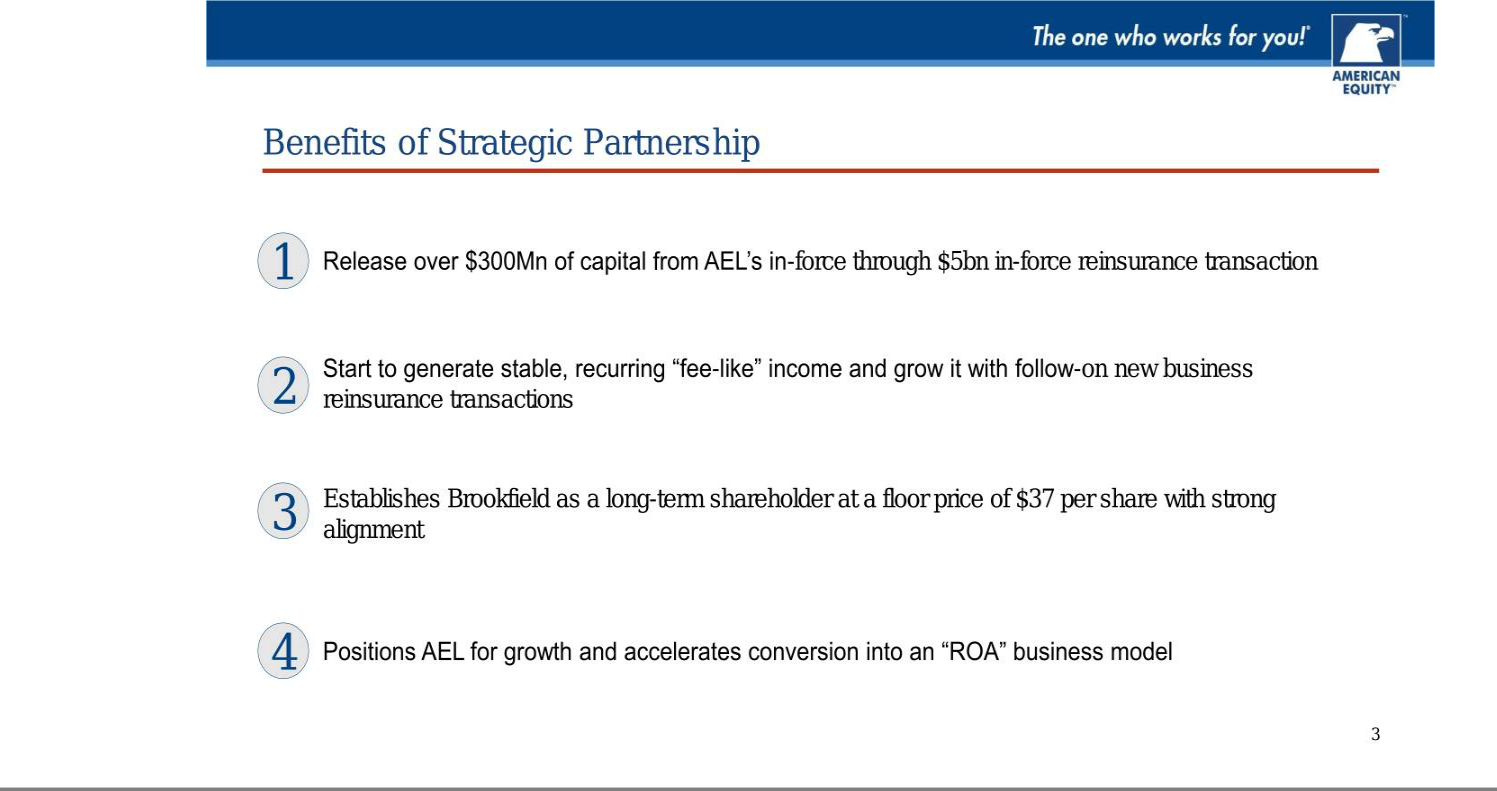 The one who works for you!®
AMERICAN
EQUITY™
Benefits of Strategic Partnership
1
Release over $300Mn of capital from AEL’s in-force through $5bn in-force reinsurance transaction
2
Start to generate stable, recurring “fee-like” income and grow it with follow-on new business
reinsurance transactions
3
Establishes Brookfield as a long-term shareholder at a floor price of $37 per share with strong
alignment
4
Positions AEL for growth and accelerates conversion into an “ROA” business model
3